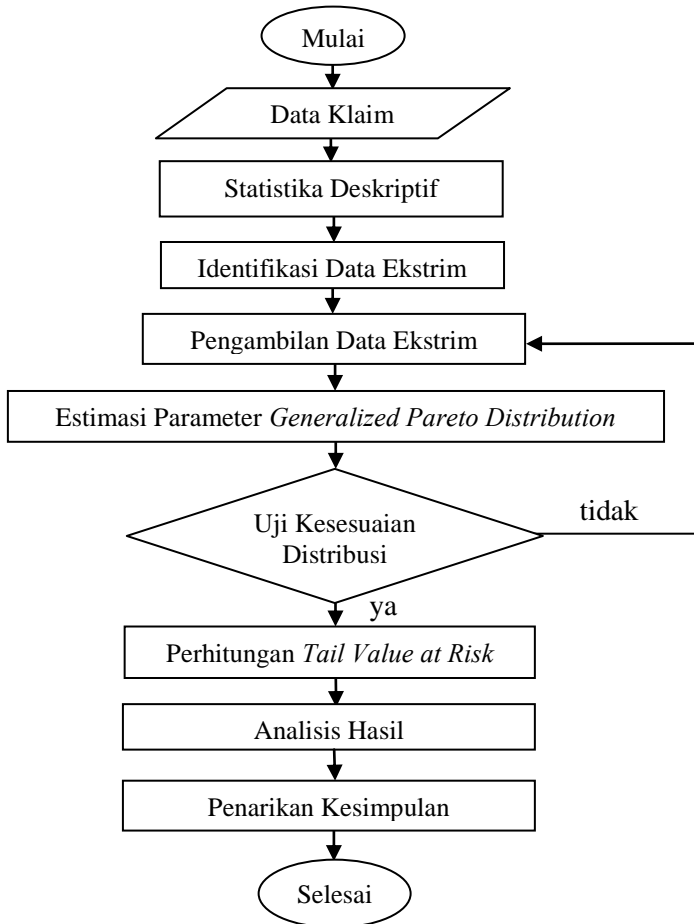 Mulai
Data Klaim
Statistika Deskriptif
Identifikasi Data Ekstrim
Pengambilan Data Ekstrim
Estimasi Parameter Generalized Pareto Distribution
Uji Kesesuaian
Distribusi
tidak
ya
Perhitungan Tail Value at Risk
Analisis Hasil
Penarikan Kesimpulan
Selesai